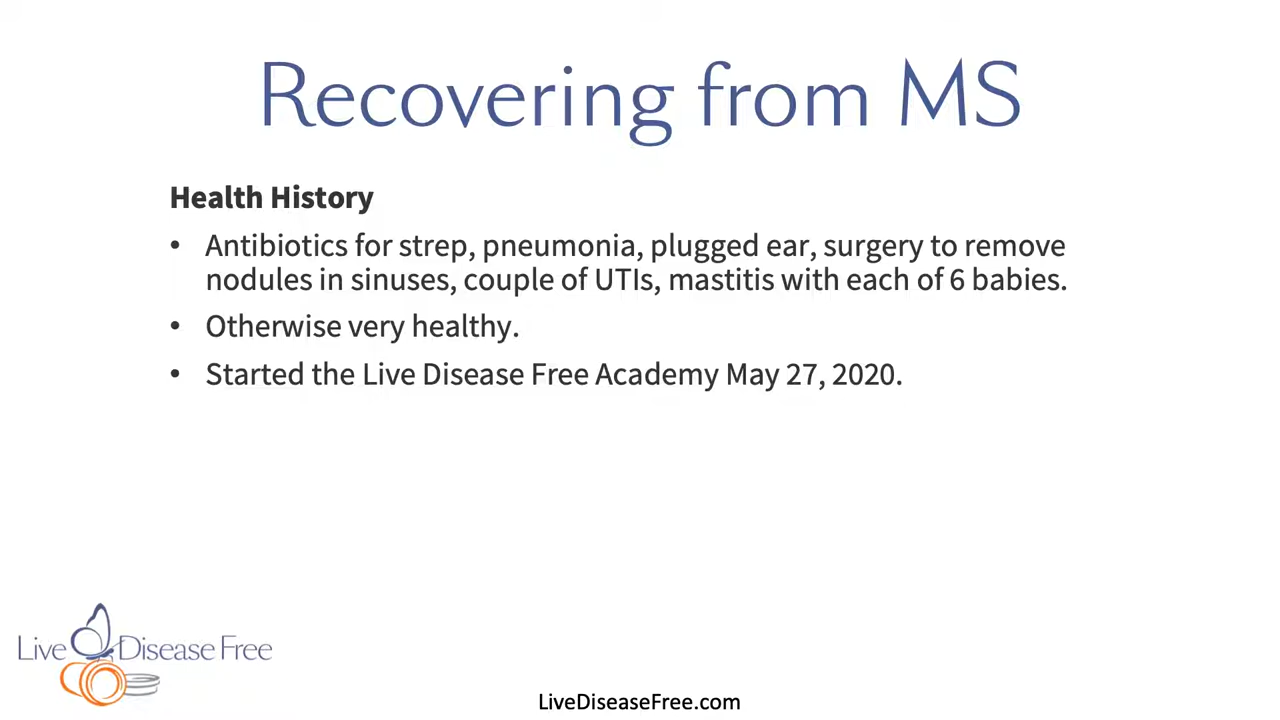 Recovering from MS
Health History
• Antibiotics for strep, pneumonia, plugged ear, surgery to remove
nodules in sinuses, couple of UTIs, mastitis with each of 6 babies.
• Otherwise very healthy.
• Started the Live Disease Free Academy May 27, 2020.
Live Disease Free
LiveDiseaseFree.com